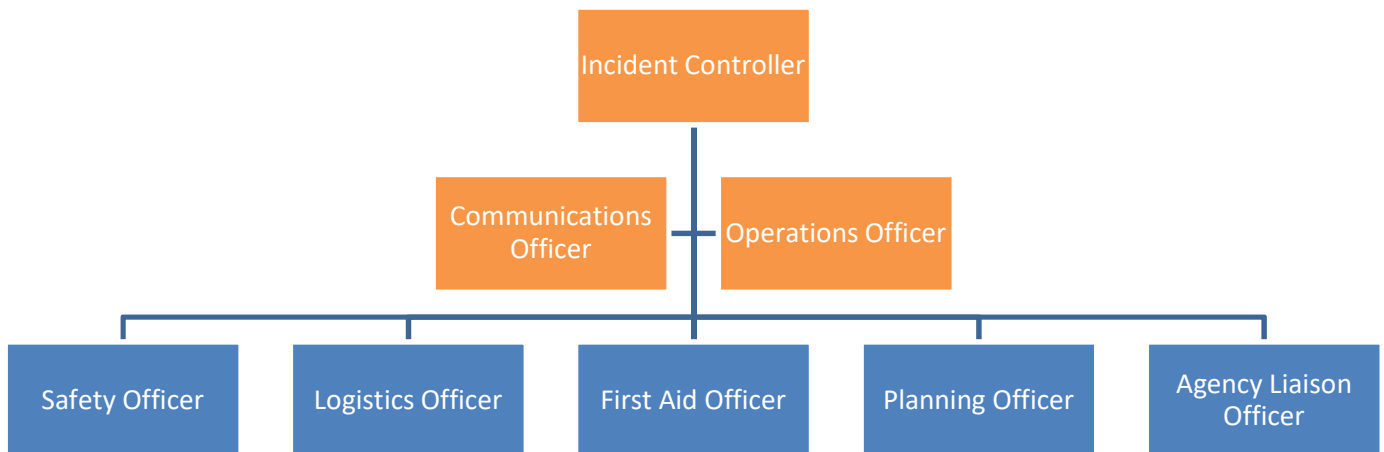 Incident Controller
Communications
Officer
Operations Officer
Safety Officer
Logistics Officer
First Aid Officer
Planning Officer
Agency Liaison
Officer